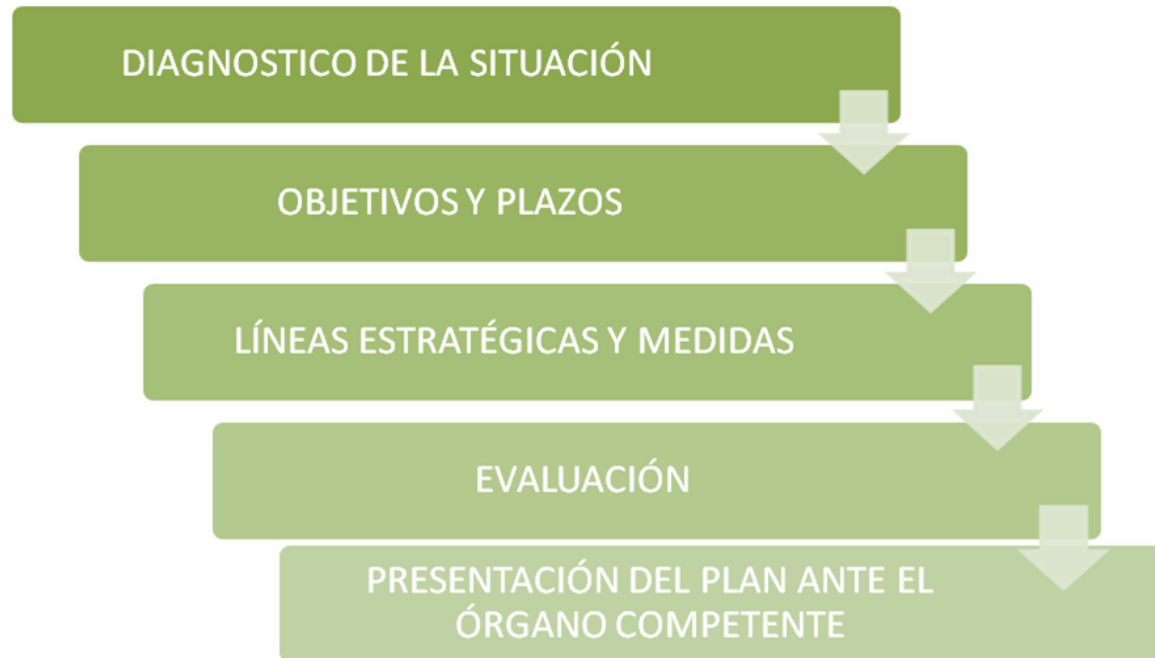 DIAGNOSTICO DE LA SITUACIÓN
OBJETIVOS Y PLAZOS
LÍNEAS ESTRATÉGICAS Y MEDIDAS
EVALUACIÓN
PRESENTACIÓN DEL PLAN ANTE EL
ÓRGANO COMPETENTE